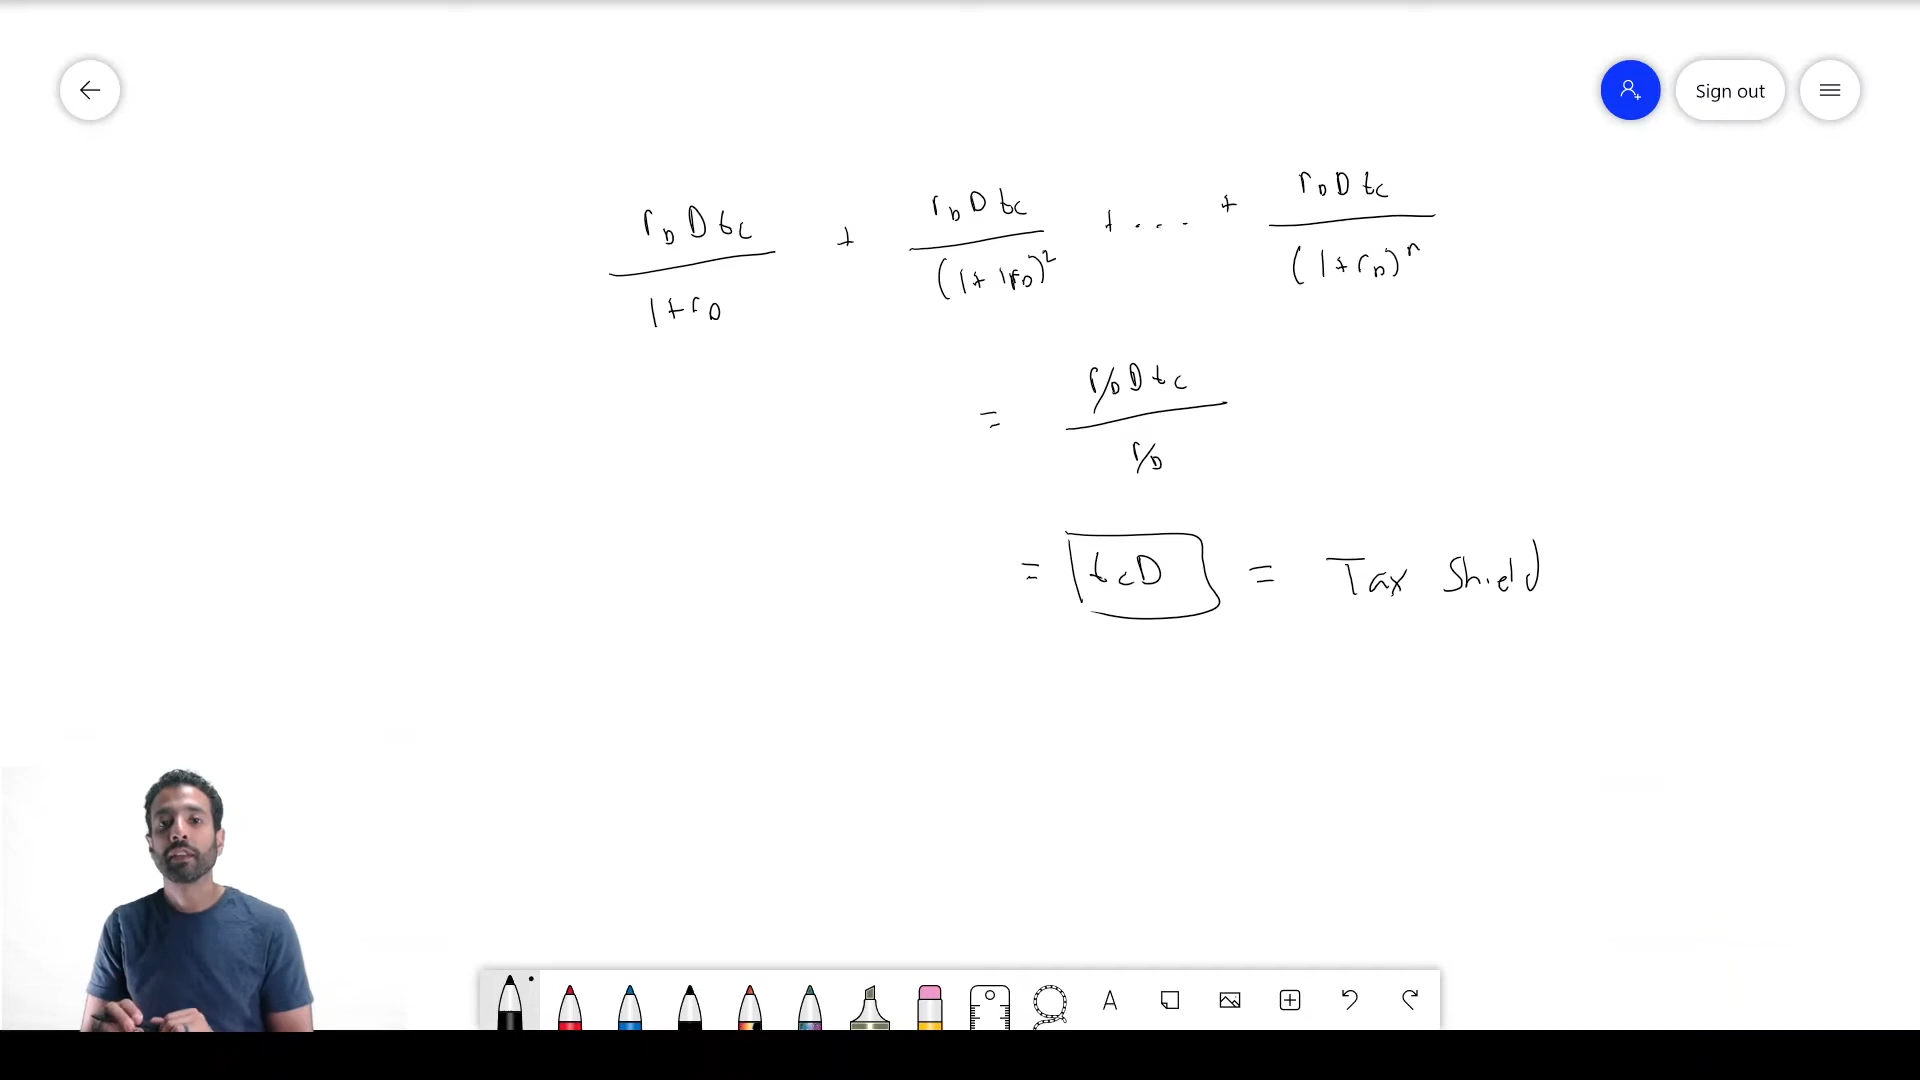 Sign out
r_D D t_c / 1+r_D + r_D D t_c / (1+r_D)^2 + .... + r_D D t_c / (1+r_D)^n
= r_D D t_c / r_D
= t_c D = Tax Shield
A